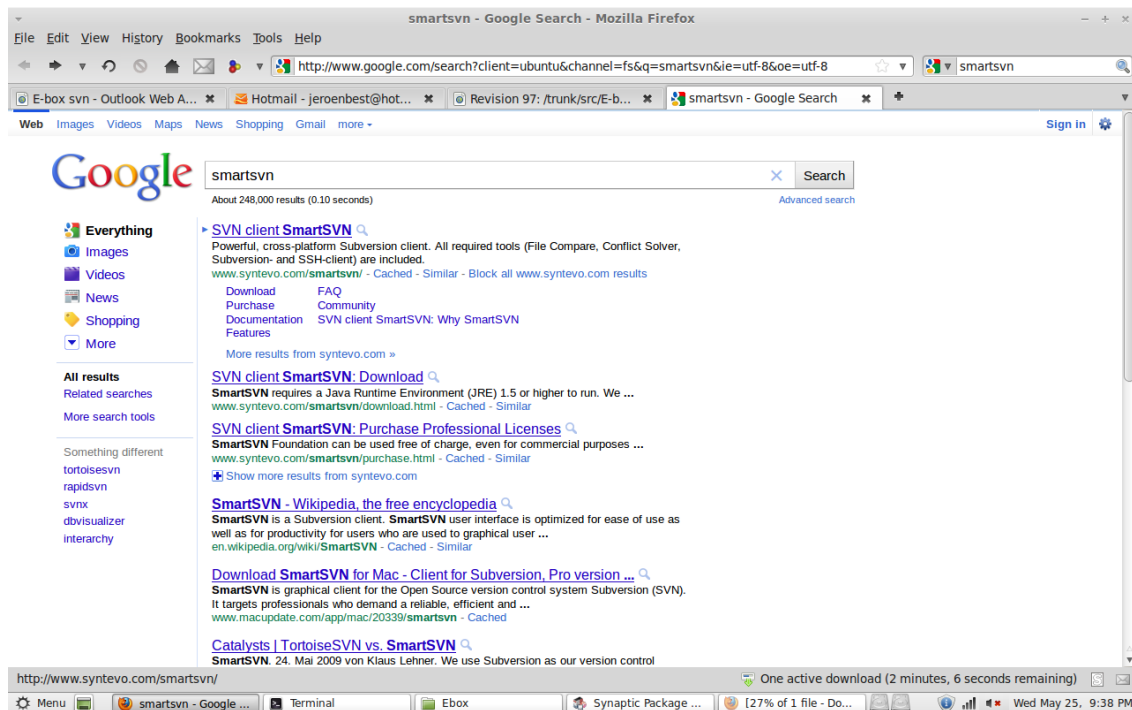 smartsvn - Google Search - Mozilla Firefox
File Edit View History Bookmarks Tools Help
http://www.google.com/search?client=ubuntu&channel=fs&q=smartsvn&ie=utf-8&oe=utf-8
smartsvn
E-box svn - Outlook Web A...
Hotmail - jeroenbest@hot...
Revision 97: /trunk/src/E-b...
smartsvn - Google Search
Web Images Videos Maps News Shopping Gmail more
Sign in
Google
smartsvn
Search
About 248,000 results (0.10 seconds)
Advanced search
Everything
Images
Videos
News
Shopping
More
All results
Related searches
More search tools
Something different
tortoisesvn
rapidsvn
svnx
dbvisualizer
interarchy
SVN client SmartSVN
Powerful, cross-platform Subversion client. All required tools (File Compare, Conflict Solver,
Subversion- and SSH-client) are included.
www.syntevo.com/smartsvn/ - Cached - Similar - Block all www.syntevo.com results
Download FAQ
Purchase Community
Documentation SVN client SmartSVN: Why SmartSVN
Features
More results from syntevo.com »
SVN client SmartSVN: Download
SmartSVN requires a Java Runtime Environment (JRE) 1.5 or higher to run. We ...
www.syntevo.com/smartsvn/download.html - Cached - Similar
SVN client SmartSVN: Purchase Professional Licenses
SmartSVN Foundation can be used free of charge, even for commercial purposes ...
www.syntevo.com/smartsvn/purchase.html - Cached - Similar
Show more results from syntevo.com
SmartSVN - Wikipedia, the free encyclopedia
SmartSVN is a Subversion client. SmartSVN user interface is optimized for ease of use as
well as for productivity for users who are used to graphical user ...
en.wikipedia.org/wiki/SmartSVN - Cached - Similar
Download SmartSVN for Mac - Client for Subversion, Pro version ...
SmartSVN is graphical client for the Open Source version control system Subversion (SVN).
It targets professionals who demand a reliable, efficient and ...
www.macupdate.com/app/mac/20339/smartsvn - Cached
Catalysts | TortoiseSVN vs. SmartSVN
SmartSVN. 24. Mai 2009 von Klaus Lehner. We use Subversion as our version control
http://www.syntevo.com/smartsvn/
One active download (2 minutes, 6 seconds remaining)
Menu
smartsvn - Google ...
Terminal
Ebox
Synaptic Package ...
[27% of 1 file - Do...
Wed May 25, 9:38 PM